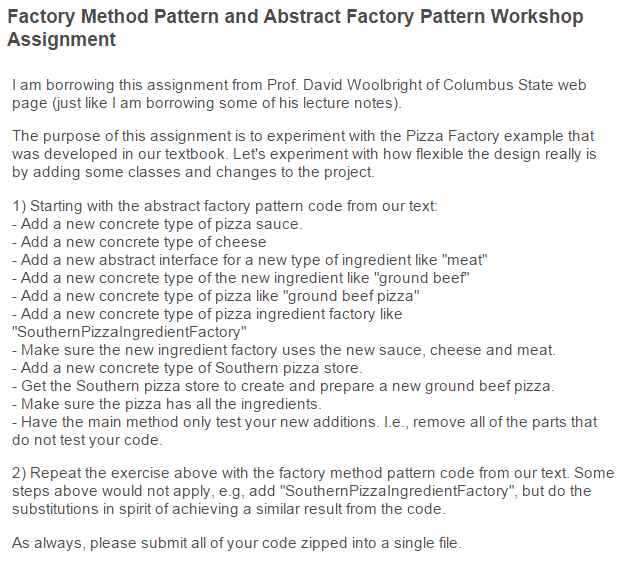 Factory Method Pattern and Abstract Factory Pattern Workshop
Assignment
I am borrowing this assignment from Prof. David Woolbright of Columbus State web
page (just like I am borrowing some of his lecture notes).
The purpose of this assignment is to experiment with the Pizza Factory example that
was developed in our textbook. Let's experiment with how flexible the design really is
by adding some classes and changes to the project.
1) Starting with the abstract factory pattern code from our text:
- Add a new concrete type of pizza sauce.
- Add a new concrete type of cheese
- Add a new abstract interface for a new type of ingredient like "meat"
- Add a new concrete type of the new ingredient like "ground beef"
- Add a new concrete type of pizza like "ground beef pizza"
- Add a new concrete type of pizza ingredient factory like
"SouthernPizzaIngredientFactory"
- Make sure the new ingredient factory uses the new sauce, cheese and meat.
- Add a new concrete type of Southern pizza store.
- Get the Southern pizza store to create and prepare a new ground beef pizza.
- Make sure the pizza has all the ingredients.
- Have the main method only test your new additions. I.e., remove all of the parts that
do not test your code.
2) Repeat the exercise above with the factory method pattern code from our text. Some
steps above would not apply, e.g, add "SouthernPizzaIngredientFactory", but do the
substitutions in spirit of achieving a similar result from the code.
As always, please submit all of your code zipped into a single file.